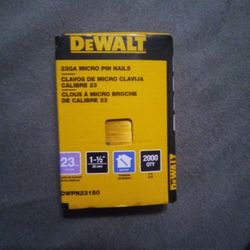 DEWALT
23GA MICRO PIN NAILS
CLAVOS DE MICRO CLAVIJA
CALIBRE 23
CLOUS À MICRO BROCHE
DE CALIBRE 23
23
1-½"
2000
QTY
DWPN23150